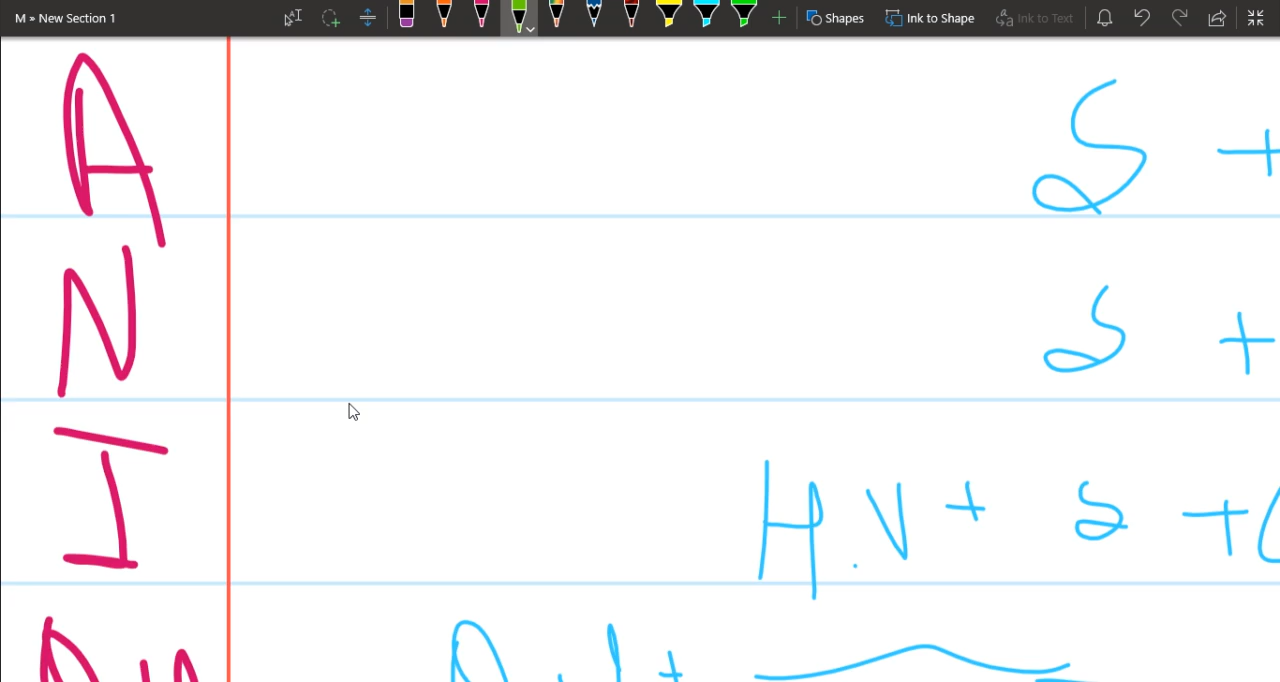 M » New Section 1 Shapes Ink to Shape Ink to Text
A S +
N S +
I H.V + S +